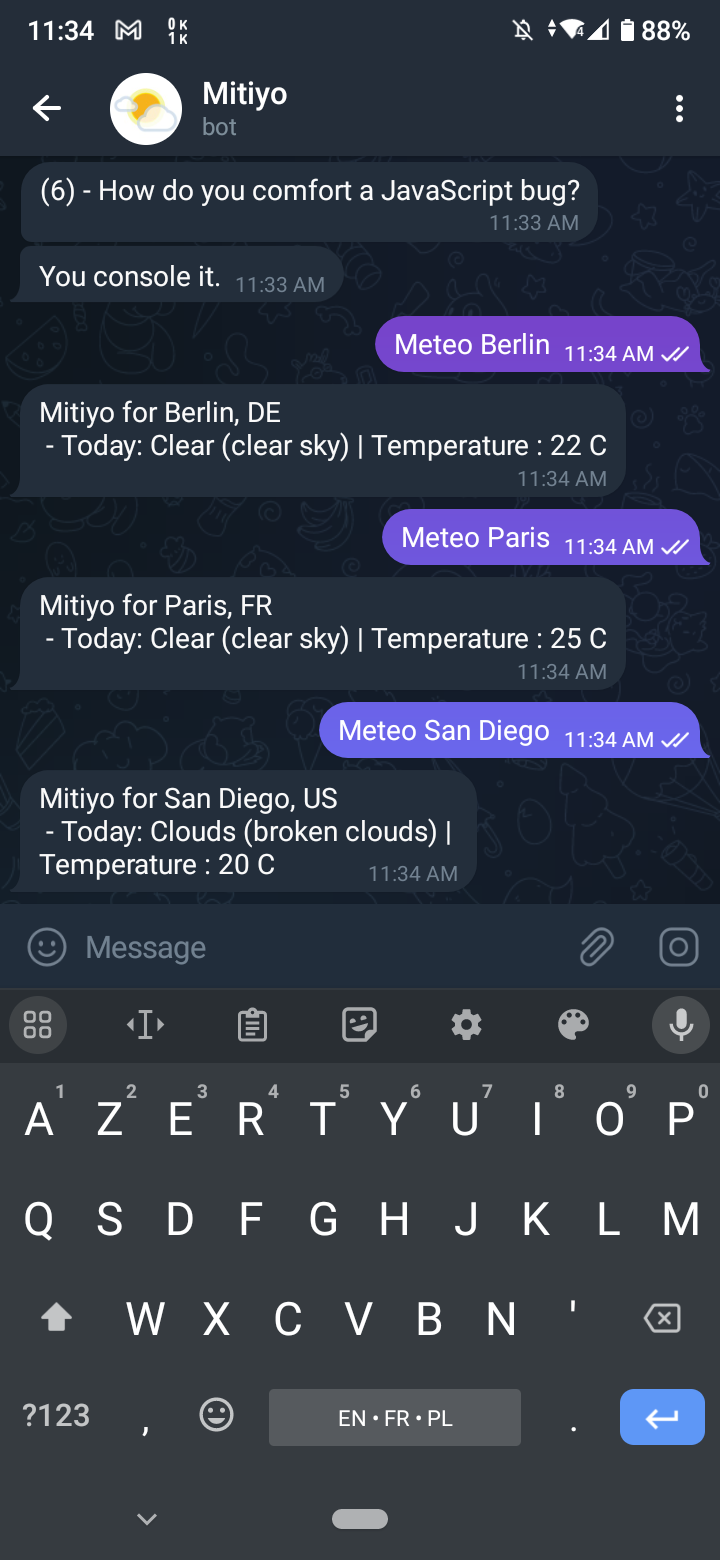 11:34 0 K 4 88%
1 K
Mitiyo
bot
(6) - How do you comfort a JavaScript bug?
11:33 AM
You console it. 11:33 AM
Meteo Berlin 11:34 AM
Mitiyo for Berlin, DE
- Today: Clear (clear sky) | Temperature : 22 C
11:34 AM
Meteo Paris 11:34 AM
Mitiyo for Paris, FR
- Today: Clear (clear sky) | Temperature : 25 C
11:34 AM
Meteo San Diego 11:34 AM
Mitiyo for San Diego, US
- Today: Clouds (broken clouds) |
Temperature : 20 C 11:34 AM
Message
A 1 Z 2 E 3 R 4 T 5 Y 6 U 7 I 8 O 9 P 0
Q S D F G H J K L M
W X C V B N '
?123 , EN • FR • PL .